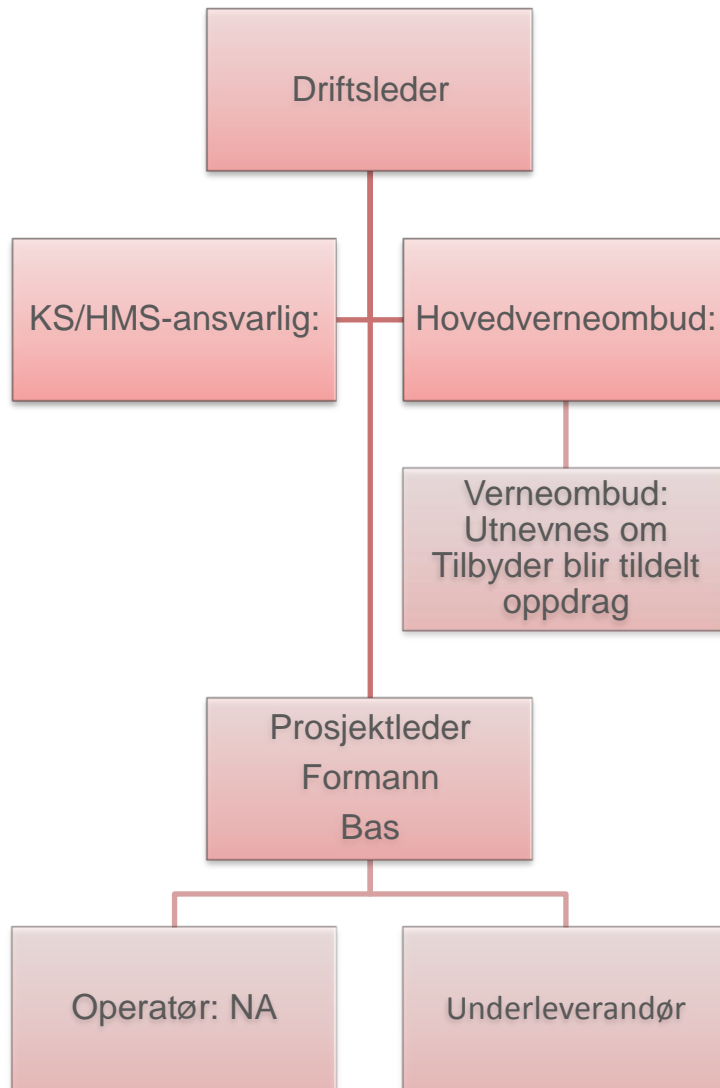 Driftsleder
KS/HMS-ansvarlig:
Hovedverneombud:
Verneombud:
Utnevnes om
Tilbyder blir tildelt
oppdrag
Prosjektleder
Formann
Bas
Operatør: NA
Underleverandør